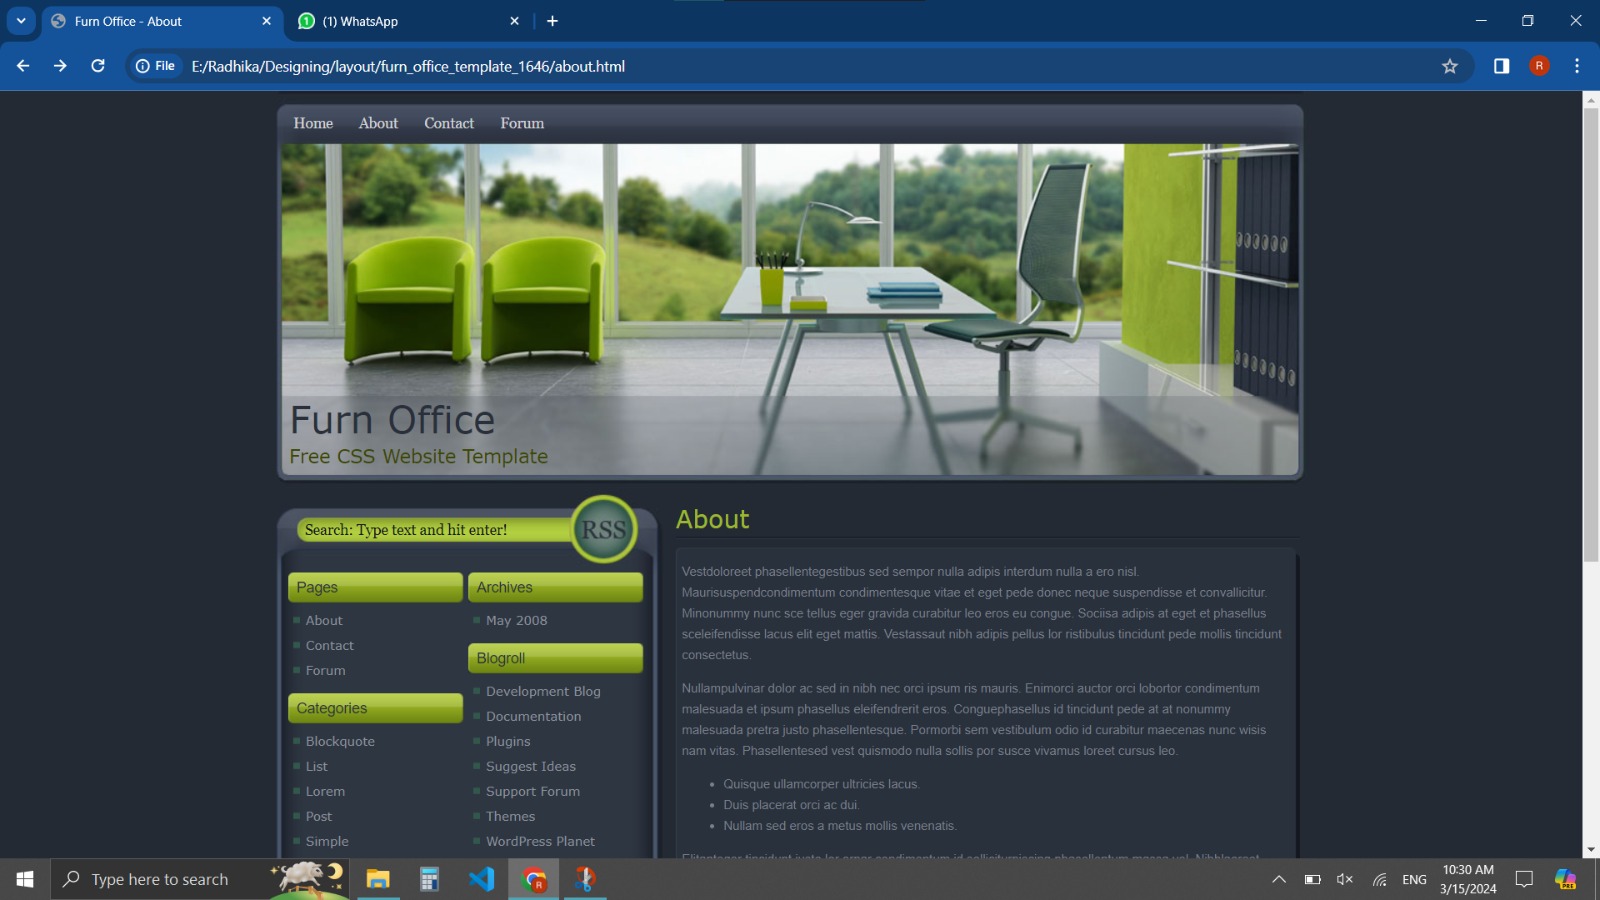 Furn Office - About
(1) WhatsApp
File
E:/Radhika/Designing/layout/furn_office_template_1646/about.html
R
Home
About
Contact
Forum
Furn Office
Free CSS Website Template
Search: Type text and hit enter!
RSS
Pages
About
Contact
Forum
Categories
Blockquote
List
Lorem
Post
Simple
Archives
May 2008
Blogroll
Development Blog
Documentation
Plugins
Suggest Ideas
Support Forum
Themes
WordPress Planet
About
Vestdoloreet phasellentegestibus sed sempor nulla adipis interdum nulla a ero nisl.
Maurisuspendcondimentum condimentesque vitae et eget pede donec neque suspendisse et convallicitur.
Minonummy nunc sce tellus eger gravida curabitur leo eros eu congue. Sociisa adipis at eget et phasellus
sceleifendisse lacus elit eget mattis. Vestassaut nibh adipis pellus lor ristibulus tincidunt pede mollis tincidunt
consectetus.
Nullampulvinar dolor ac sed in nibh nec orci ipsum ris mauris. Enimorci auctor orci lobortor condimentum
malesuada et ipsum phasellus eleifendrerit eros. Conguephasellus id tincidunt pede at at nonummy
malesuada pretra justo phasellentesque. Pormorbi sem vestibulum odio id curabitur maecenas nunc wisis
nam vitas. Phasellentesed vest quismodo nulla sollis por susce vivamus loreet cursus leo.
Quisque ullamcorper ultricies lacus.
Duis placerat orci ac dui.
Nullam sed eros a metus mollis venenatis.
Type here to search
R
ENG
10:30 AM
3/15/2024
PRE